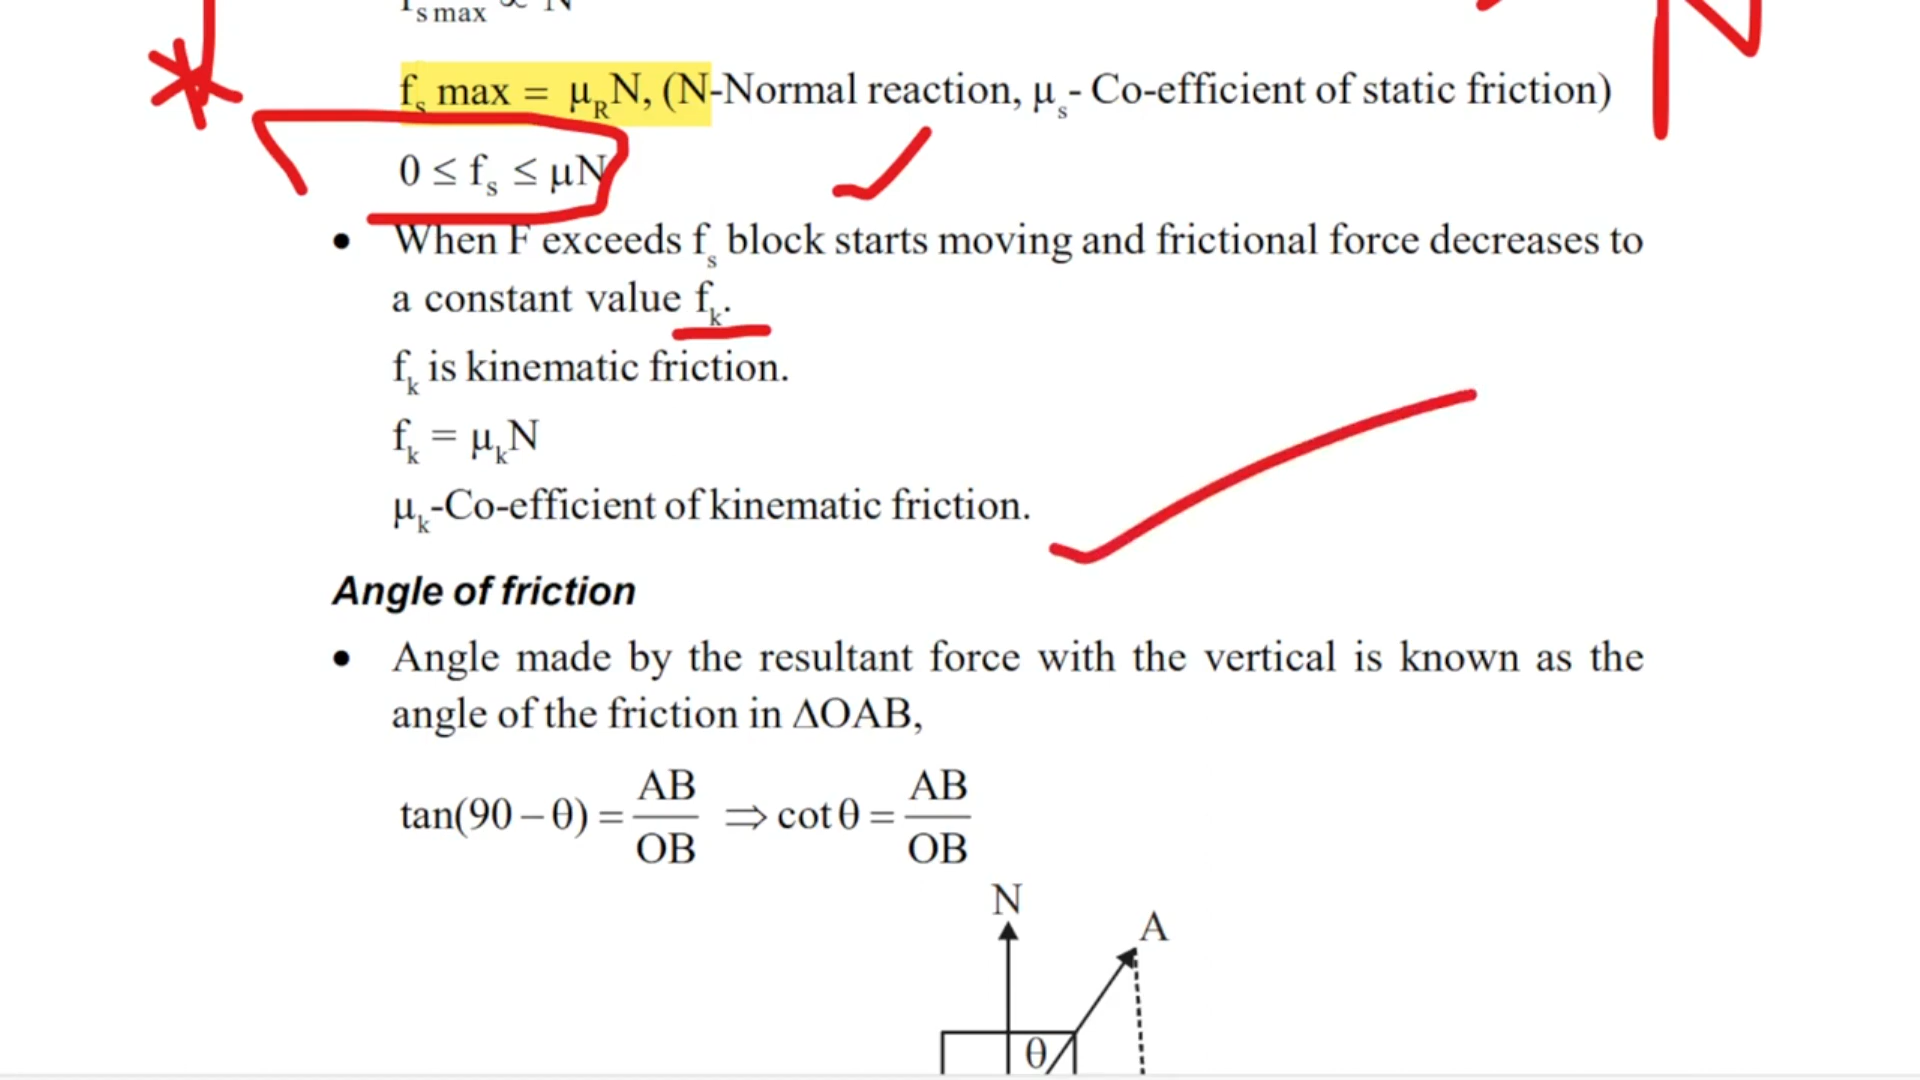 f_s max ∝ N
f_s max = μ_R N, (N-Normal reaction, μ_s - Co-efficient of static friction)
0 ≤ f_s ≤ μN
• When F exceeds f_s block starts moving and frictional force decreases to
a constant value f_k.
f_k is kinematic friction.
f_k = μ_k N
μ_k-Co-efficient of kinematic friction.
Angle of friction
• Angle made by the resultant force with the vertical is known as the
angle of the friction in ΔOAB,
tan(90 – θ) = AB/OB ⇒ cot θ = AB/OB
N
A
θ